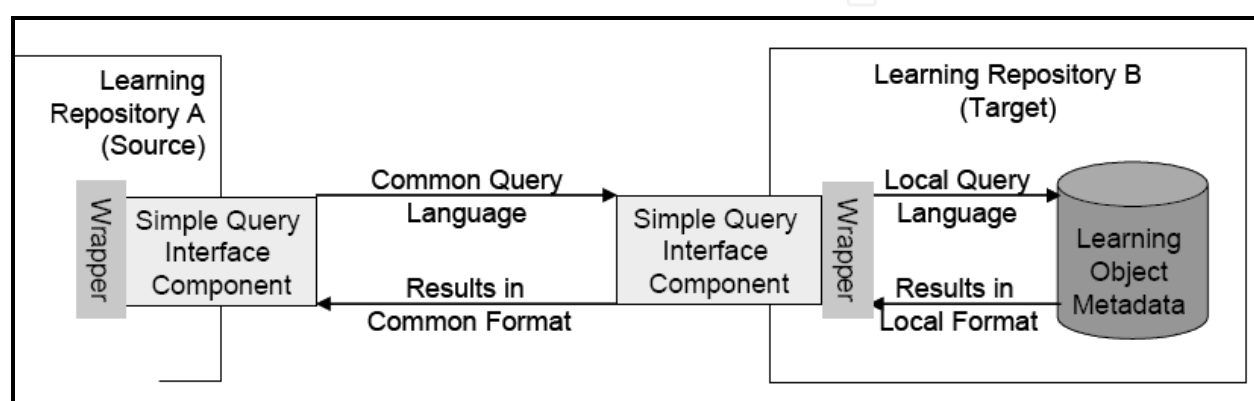 Learning
Repository A
(Source)
Wrapper
Simple Query
Interface
Component
Common Query
Language
Results in
Common Format
Learning Repository B
(Target)
Simple Query
Interface
Component
Wrapper
Local Query
Language
Results in
Local Format
Learning
Object
Metadata